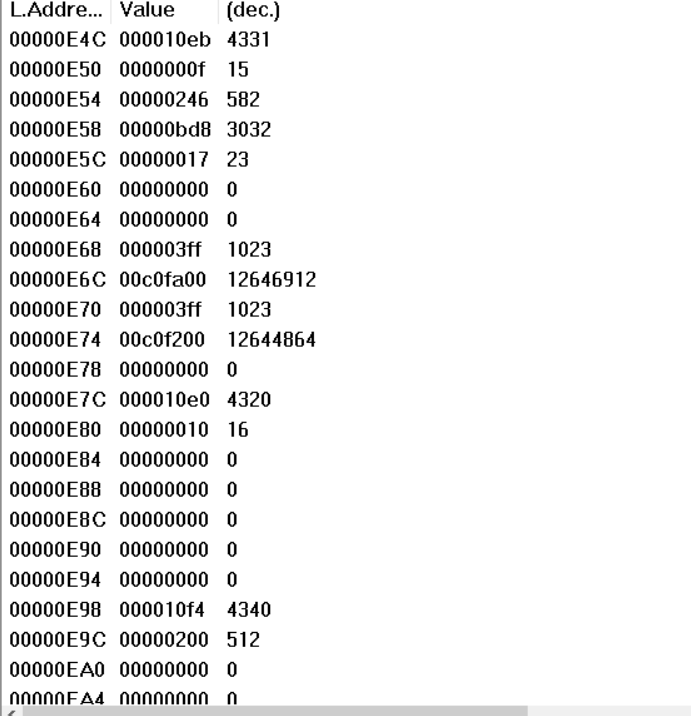 L.Addre... Value (dec.)
00000E4C 000010eb 4331
00000E50 0000000f 15
00000E54 00000246 582
00000E58 00000bd8 3032
00000E5C 00000017 23
00000E60 00000000 0
00000E64 00000000 0
00000E68 000003ff 1023
00000E6C 00c0fa00 12646912
00000E70 000003ff 1023
00000E74 00c0f200 12644864
00000E78 00000000 0
00000E7C 000010e0 4320
00000E80 00000010 16
00000E84 00000000 0
00000E88 00000000 0
00000E8C 00000000 0
00000E90 00000000 0
00000E94 00000000 0
00000E98 000010f4 4340
00000E9C 00000200 512
00000EA0 00000000 0
00000EA4 00000000 0